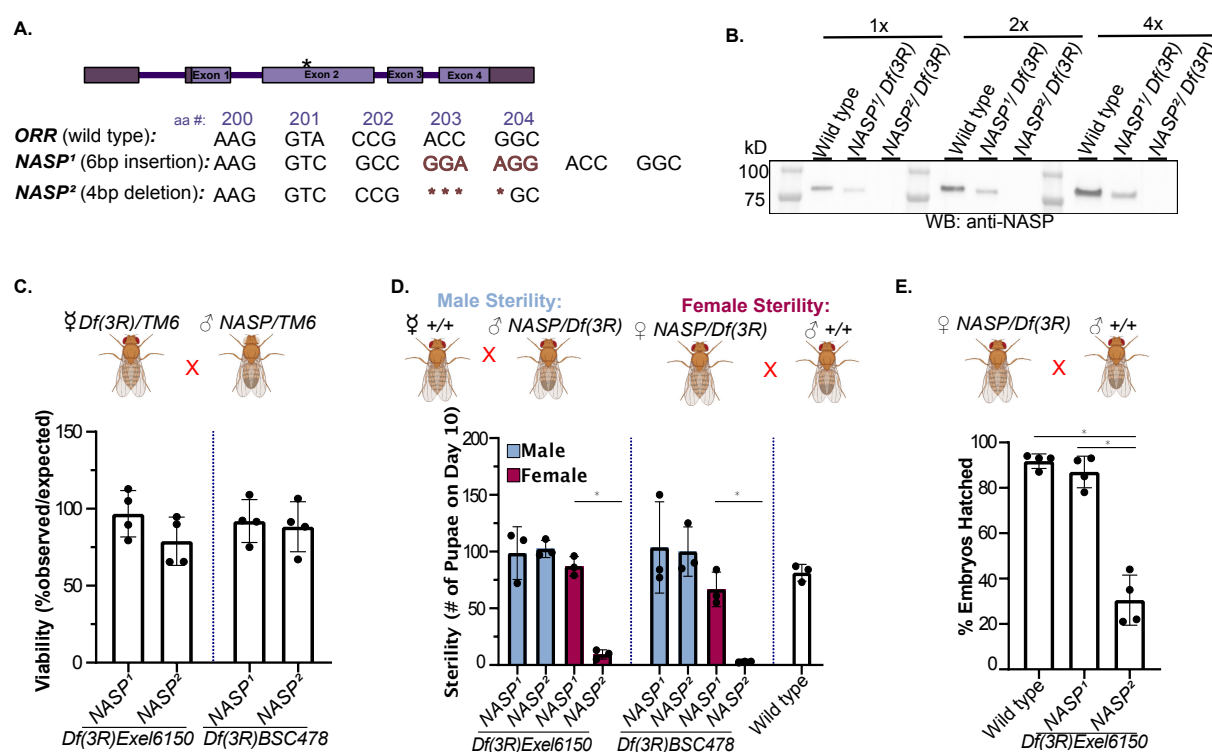 A.
*
Exon 1 Exon 2 Exon 3 Exon 4
aa #: 200 201 202 203 204
ORR (wild type): AAG GTA CCG ACC GGC
NASP¹ (6bp insertion): AAG GTC GCC GGA AGG ACC GGC
NASP² (4bp deletion): AAG GTC CCG *** *GC
B.
1x 2x 4x
Wild type NASP¹/ Df(3R) NASP²/ Df(3R) Wild type NASP¹/ Df(3R) NASP²/ Df(3R) Wild type NASP¹/ Df(3R) NASP²/ Df(3R)
kD
100
75
WB: anti-NASP
C.
☿ Df(3R)/TM6 ♂ NASP/TM6
X
Viability (%observed/expected)
150
100
50
0
NASP¹ NASP² NASP¹ NASP²
Df(3R)Exel6150 Df(3R)BSC478
D.
Male Sterility: Female Sterility:
☿ +/+ X ♂ NASP/Df(3R) ♀ NASP/Df(3R) X ♂ +/+
Sterility (# of Pupae on Day 10)
200
150
100
50
0
Male
Female
* *
NASP¹ NASP² NASP¹ NASP² NASP¹ NASP² NASP¹ NASP² Wild type
Df(3R)Exel6150 Df(3R)BSC478
E.
♀ NASP/Df(3R) ♂ +/+
X
% Embryos Hatched
100
80
60
40
20
0
*
*
Wild type NASP¹ NASP²
Df(3R)Exel6150